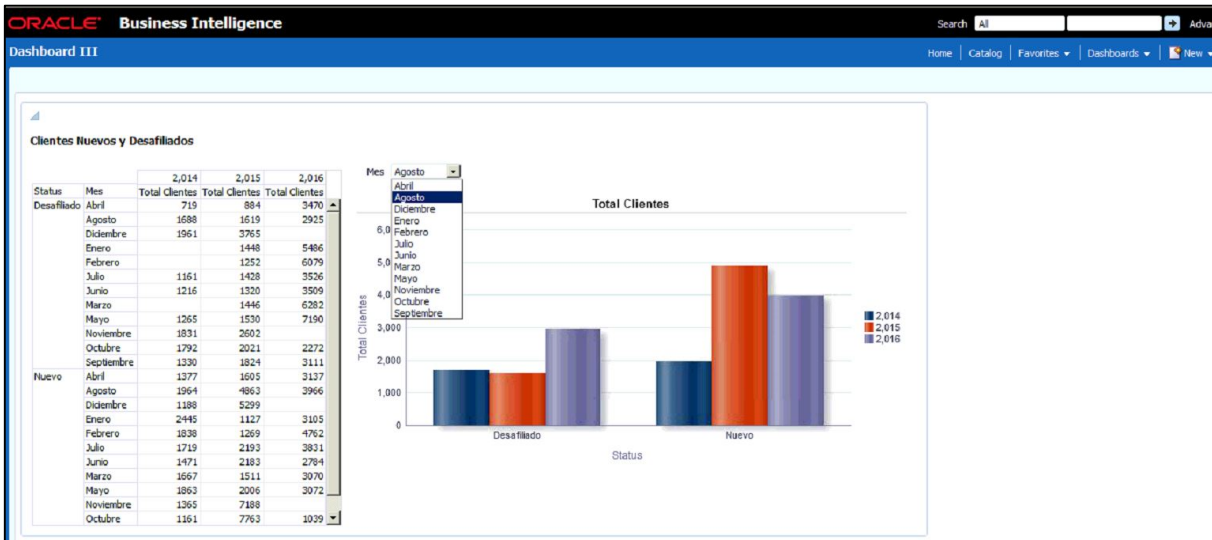 ORACLE Business Intelligence
Search All
Adva
Dashboard III
Home Catalog Favorites Dashboards New
Clientes Nuevos y Desafiliados
2,014 2,015 2,016
Status Mes Total Clientes Total Clientes Total Clientes
Desafiliado Abril 719 884 3470
Agosto 1688 1619 2925
Diciembre 1961 3765
Enero 1448 5486
Febrero 1252 6079
Julio 1161 1428 3526
Junio 1216 1320 3509
Marzo 1446 6282
Mayo 1265 1530 7190
Noviembre 1831 2602
Octubre 1792 2021 2272
Septiembre 1330 1824 3111
Nuevo Abril 1377 1605 3137
Agosto 1964 4863 3966
Diciembre 1188 5299
Enero 2445 1127 3105
Febrero 1838 1269 4762
Julio 1719 2193 3831
Junio 1471 2183 2784
Marzo 1667 1511 3070
Mayo 1863 2006 3072
Noviembre 1365 7188
Octubre 1161 7763 1039
Mes Agosto
Abril
Agosto
Diciembre
Enero
Febrero
Julio
Junio
Marzo
Mayo
Noviembre
Octubre
Septiembre
Total Clientes
6,0
5,0
4,0
3,000
2,000
1,000
0
Total Clientes
Desafiliado Nuevo
Status
2,014
2,015
2,016